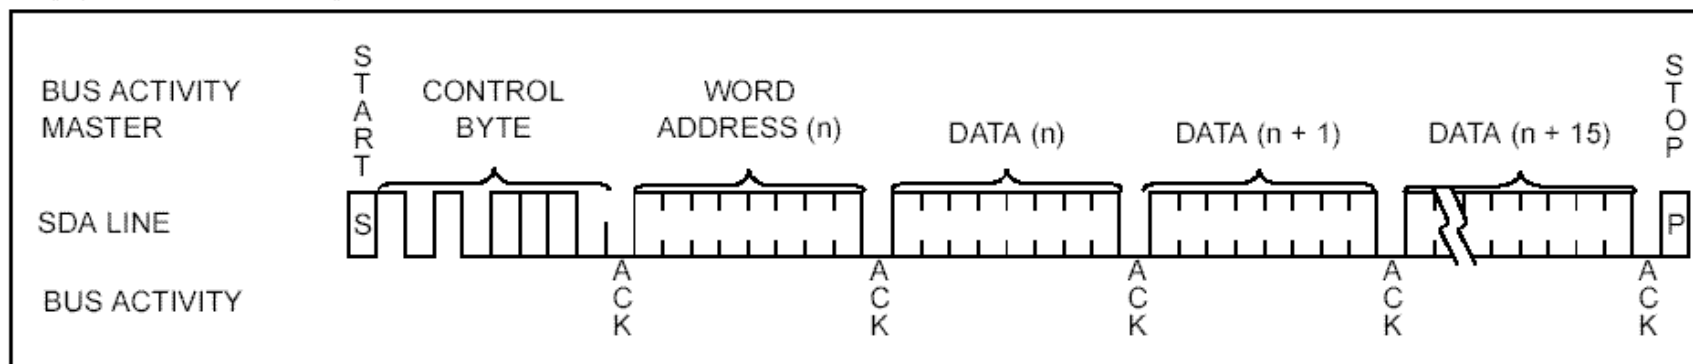 START
STOP
BUS ACTIVITY
MASTER
CONTROL
BYTE
WORD
ADDRESS (n)
DATA (n)
DATA (n + 1)
DATA (n + 15)
SDA LINE
S
P
BUS ACTIVITY
ACK
ACK
ACK
ACK
ACK